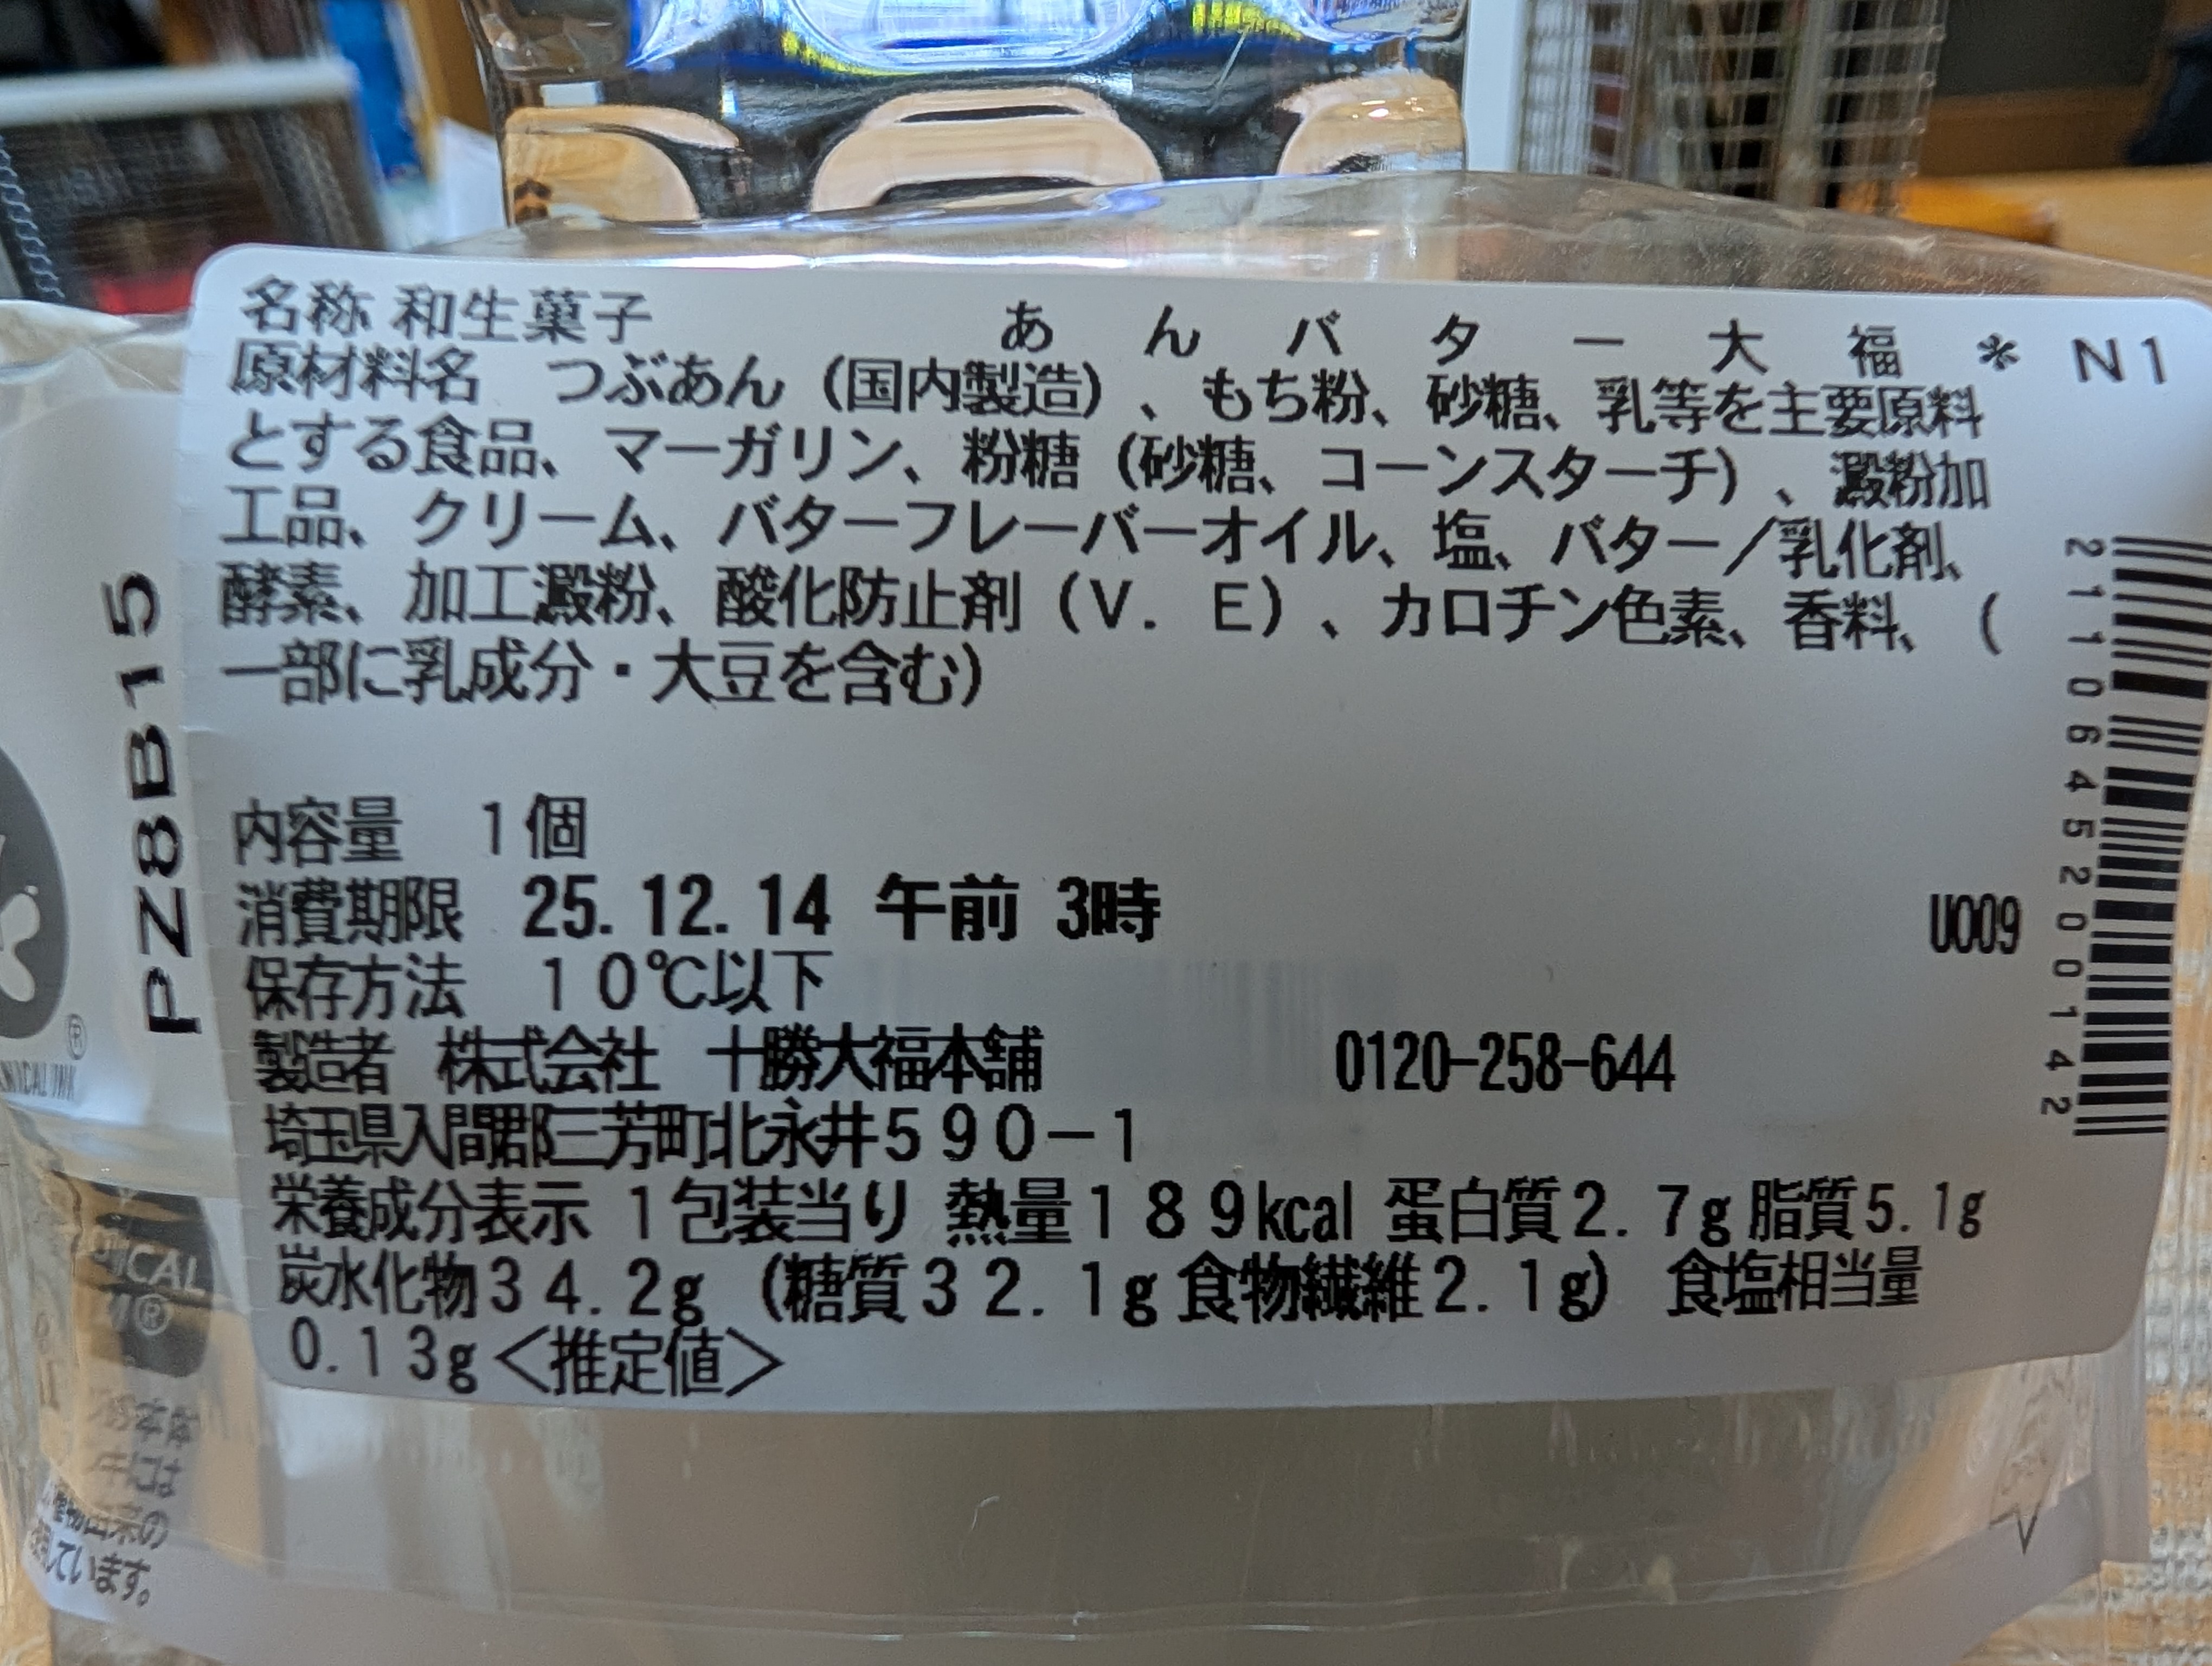 名称 和生菓子 あんバター大福*N1
原材料名 つぶあん（国内製造）、もち粉、砂糖、乳等を主要原料
とする食品、マーガリン、粉糖（砂糖、コーンスターチ）、澱粉加
工品、クリーム、バターフレーバーオイル、塩、バター／乳化剤、
酵素、加工澱粉、酸化防止剤（V．E）、カロチン色素、香料、（
一部に乳成分・大豆を含む）
内容量 1個
消費期限 25.12.14 午前 3時
U009
保存方法 10℃以下
製造者 株式会社 十勝大福本舗 0120-258-644
埼玉県入間郡三芳町北永井590－1
栄養成分表示 1包装当り 熱量189kcal 蛋白質2.7g脂質5.1g
炭水化物34.2g（糖質32.1g食物繊維2.1g） 食塩相当量
0.13g＜推定値＞
2110645200142
PZ8B15
®
ICAL
®
しています。